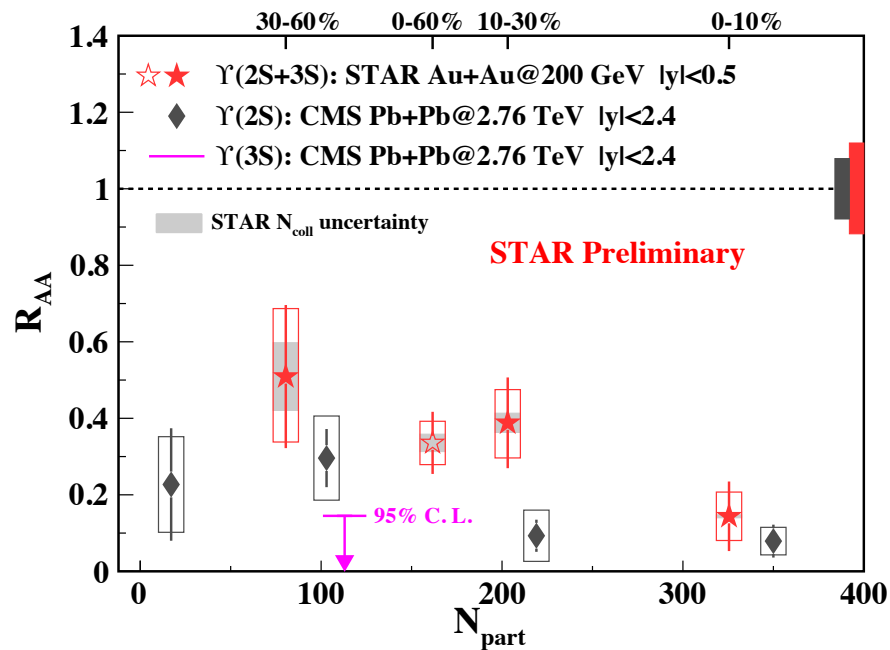 30-60% 0-60% 10-30% 0-10%
1.4
ϒ(2S+3S): STAR Au+Au@200 GeV |y|<0.5
1.2
ϒ(2S): CMS Pb+Pb@2.76 TeV |y|<2.4
ϒ(3S): CMS Pb+Pb@2.76 TeV |y|<2.4
1
STAR Ncoll uncertainty
STAR Preliminary
0.8
RAA
0.6
0.4
0.2
95% C.L.
0
0 100 200 300 400
Npart